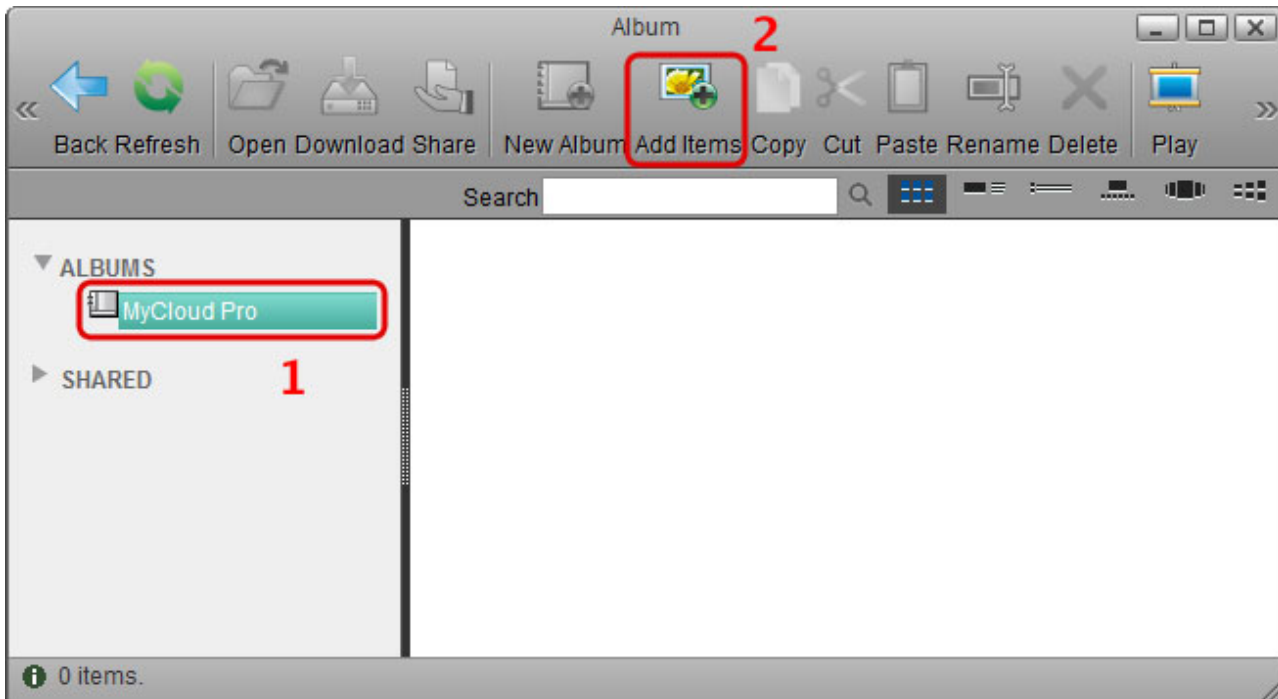 Album
2
Back Refresh Open Download Share New Album Add Items Copy Cut Paste Rename Delete Play
Search
ALBUMS
MyCloud Pro
1
SHARED
0 items.